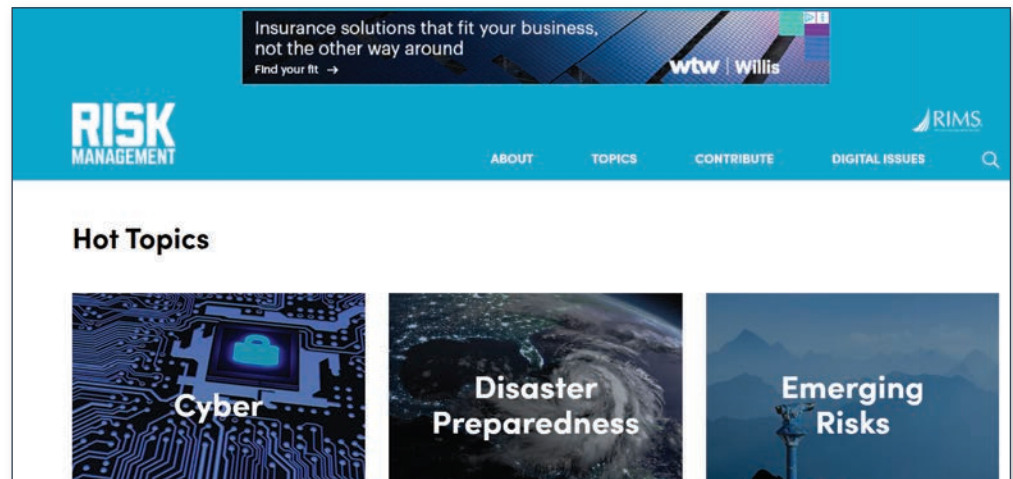 Insurance solutions that fit your business,
not the other way around
Find your fit →
wtw | Willis
RISK
MANAGEMENT
RIMS
ABOUT TOPICS CONTRIBUTE DIGITAL ISSUES
Hot Topics
Cyber
Disaster
Preparedness
Emerging
Risks